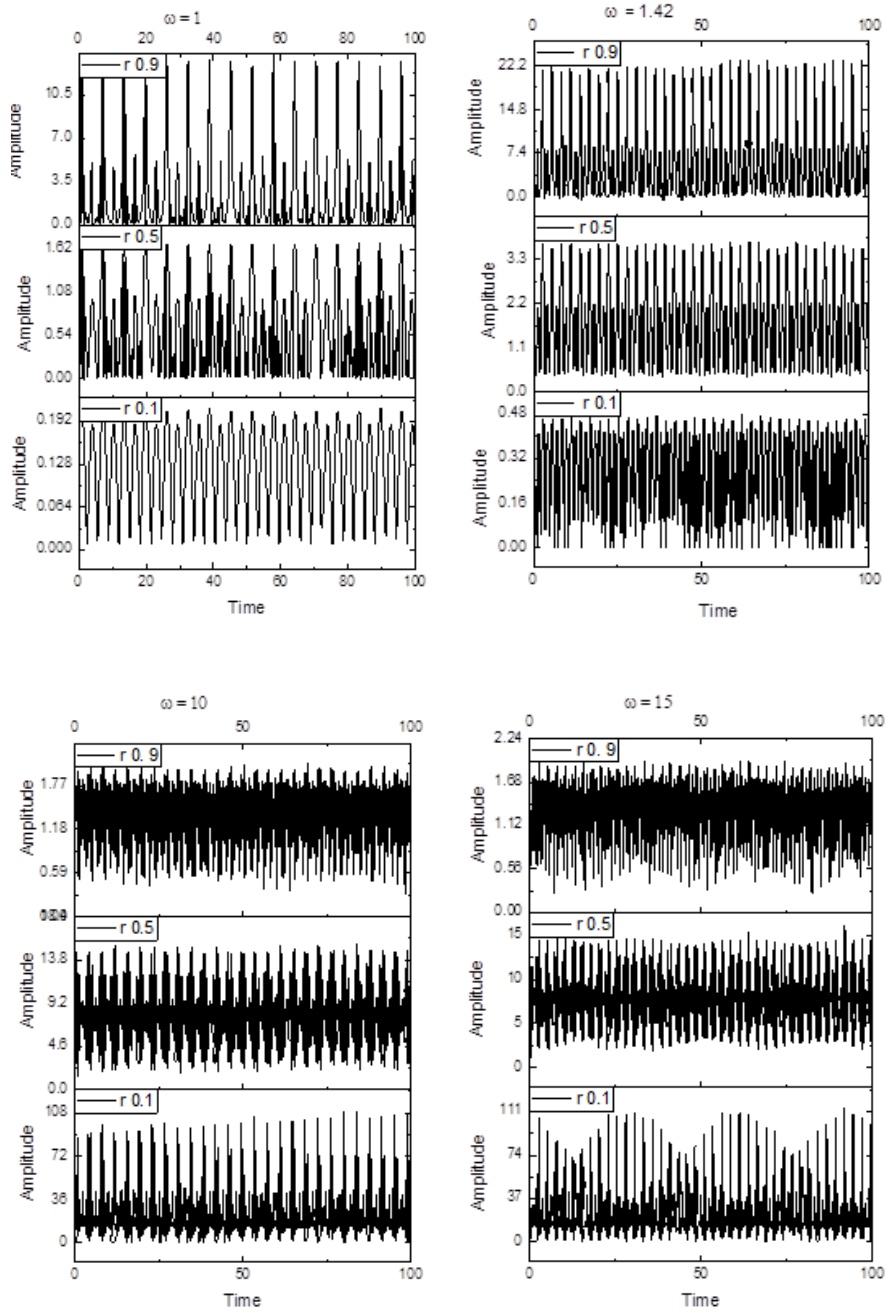 ω = 1
0 20 40 60 80 100
r 0.9
10.5
7.0
3.5
0.0
Amplitude
r 0.5
1.62
1.08
0.54
0.00
Amplitude
r 0.1
0.192
0.128
0.064
0.000
Amplitude
0 20 40 60 80 100
Time
ω = 1.42
0 50 100
r 0.9
22.2
14.8
7.4
0.0
Amplitude
r 0.5
3.3
2.2
1.1
0.0
Amplitude
r 0.1
0.48
0.32
0.16
0.00
Amplitude
0 50 100
Time
ω = 10
0 50 100
r 0. 9
1.77
1.18
0.59
Amplitude
r 0.5
13.8
9.2
4.6
0.0
Amplitude
r 0.1
108
72
36
0
Amplitude
0 50 100
Time
ω = 15
0 50 100
r 0. 9
2.24
1.68
1.12
0.56
0.00
Amplitude
r 0.5
15
10
5
0
Amplitude
r 0.1
111
74
37
0
Amplitude
0 50 100
Time